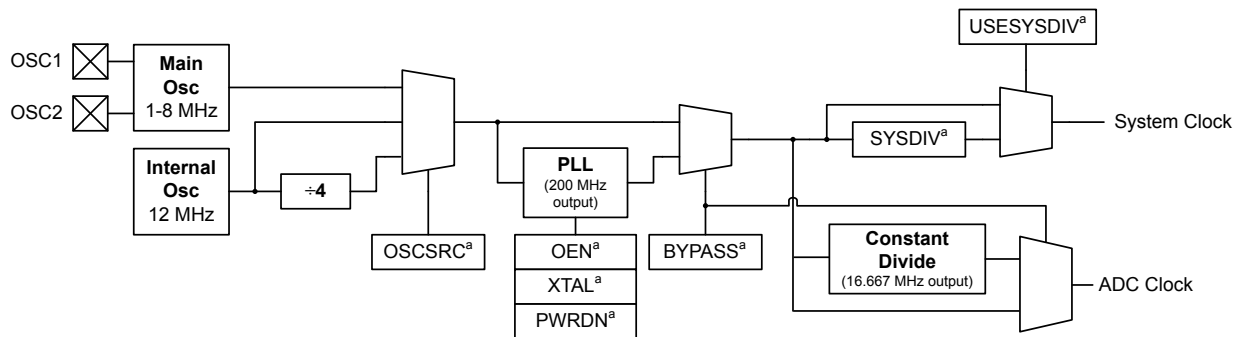 OSC1
OSC2
Main
Osc
1-8 MHz
Internal
Osc
12 MHz
÷4
OSCSRCᵃ
PLL
(200 MHz
output)
OENᵃ
XTALᵃ
PWRDNᵃ
BYPASSᵃ
USESYSDIVᵃ
SYSDIVᵃ
System Clock
Constant
Divide
(16.667 MHz output)
ADC Clock